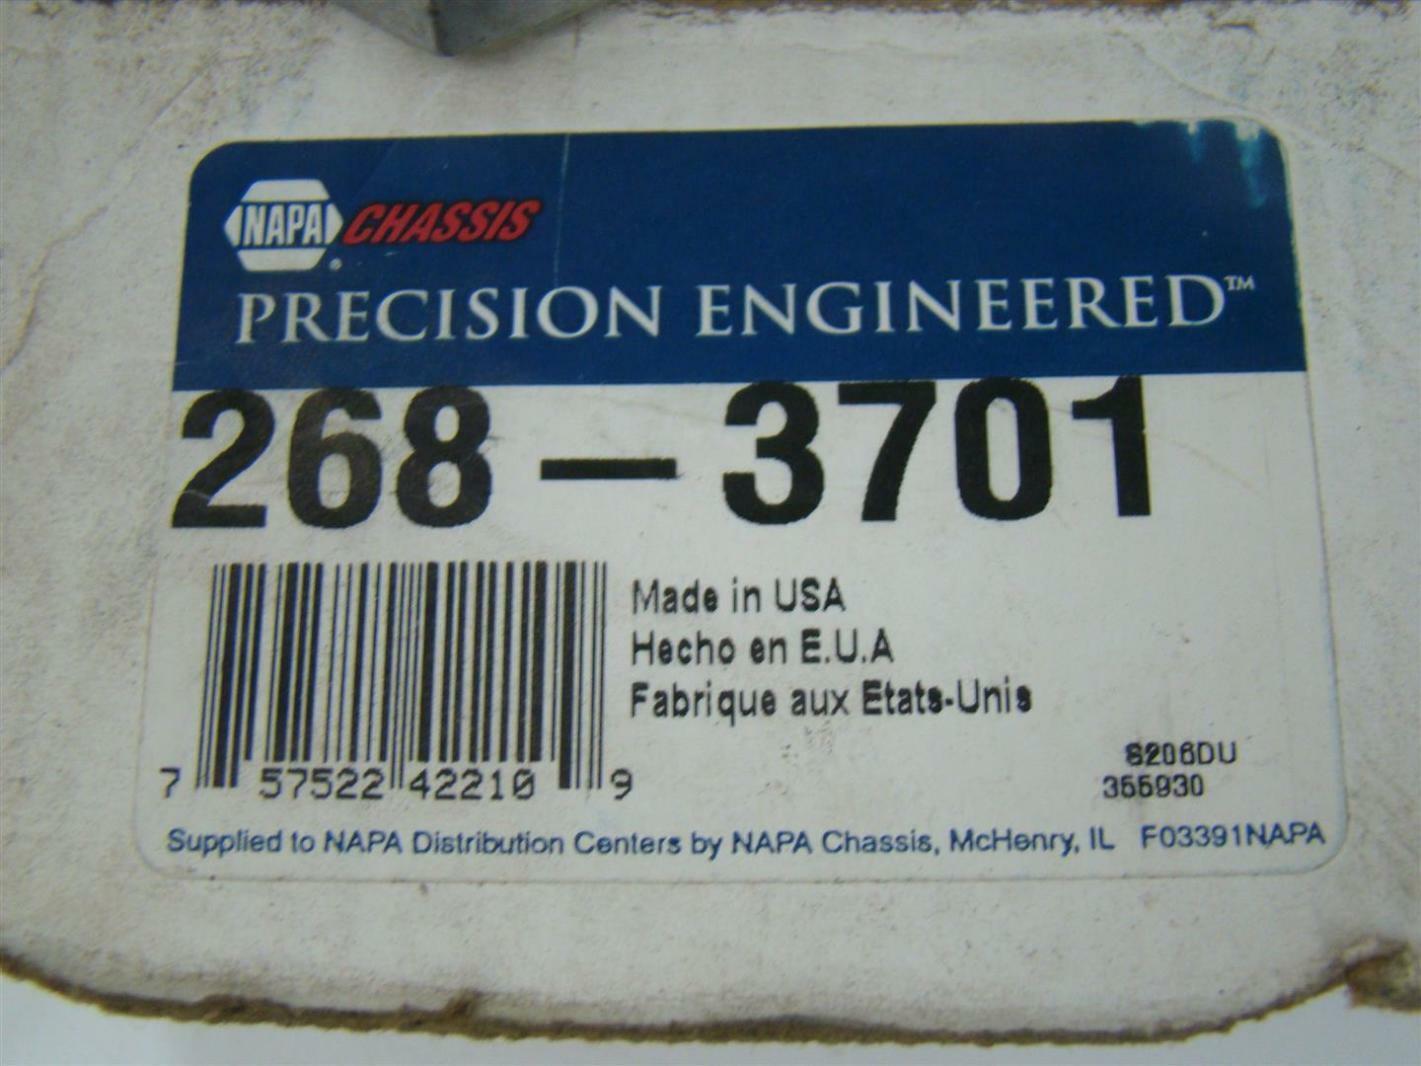 NAPA CHASSIS
PRECISION ENGINEERED™
268-3701
Made in USA
Hecho en E.U.A
Fabrique aux Etats-Unis
7 57522 42210 9
355930
Supplied to NAPA Distribution Centers by NAPA Chassis, McHenry, IL F03391NAPA